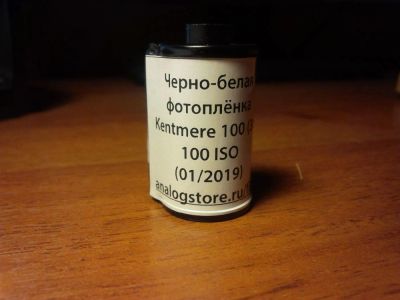 Черно-белая
фотоплёнка
Kentmere 100
100 ISO
(01/2019)
analogstore.ru